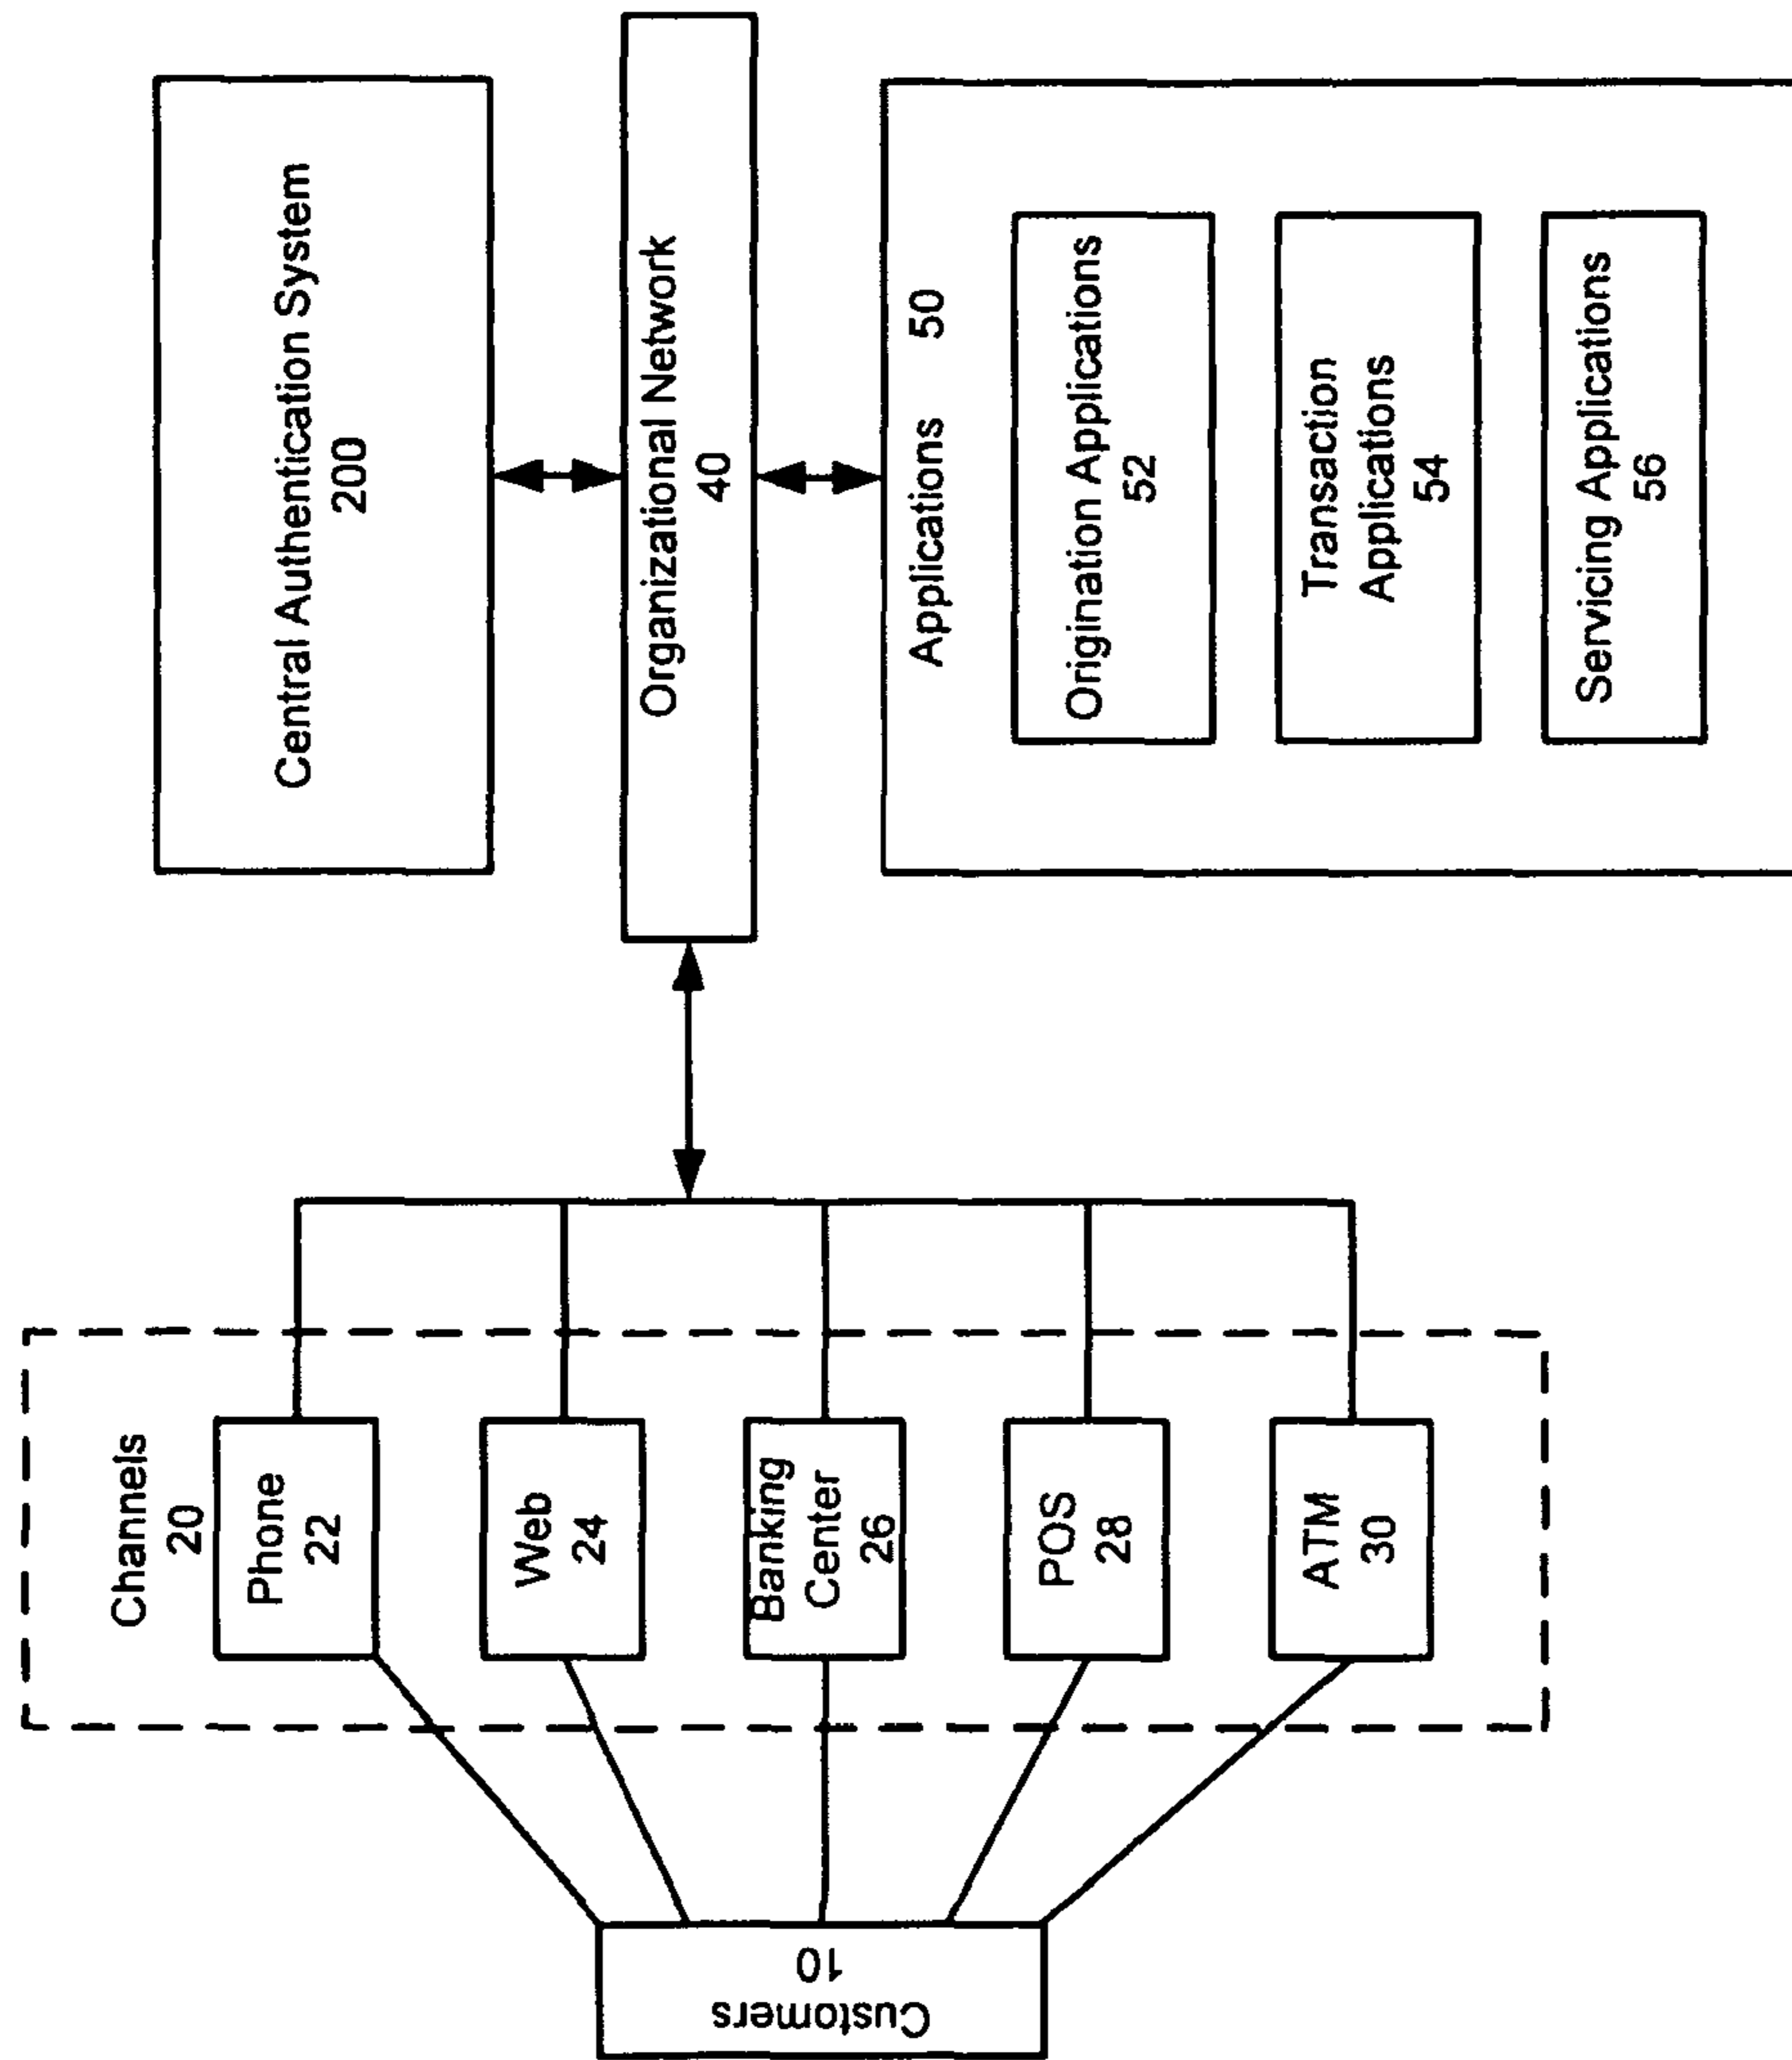 Customers
10
Channels
20
Phone
22
Web
24
Banking
Center
26
POS
28
ATM
30
Central Authentication System
200
Organizational Network
40
Applications 50
Origination Applications
52
Transaction
Applications
54
Servicing Applications
56